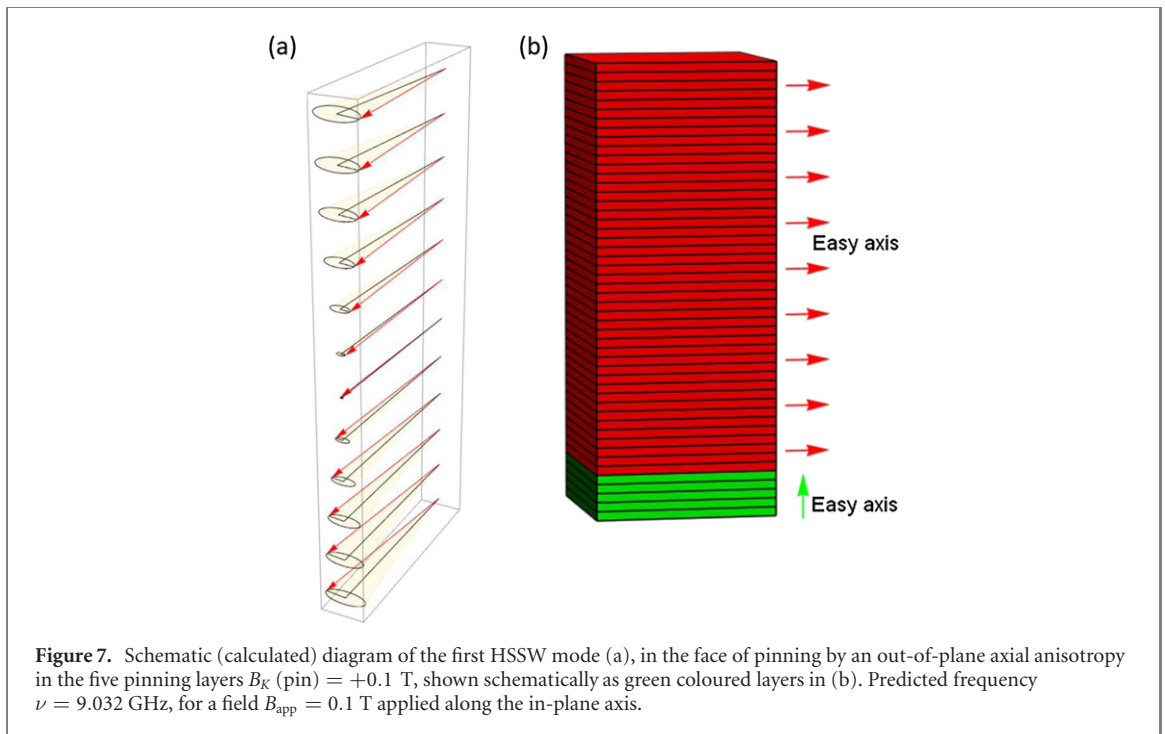 (a)
(b)
Easy axis
Easy axis
Figure 7. Schematic (calculated) diagram of the first HSSW mode (a), in the face of pinning by an out-of-plane axial anisotropy
in the five pinning layers B_K (pin) = +0.1 T, shown schematically as green coloured layers in (b). Predicted frequency
ν = 9.032 GHz, for a field B_app = 0.1 T applied along the in-plane axis.